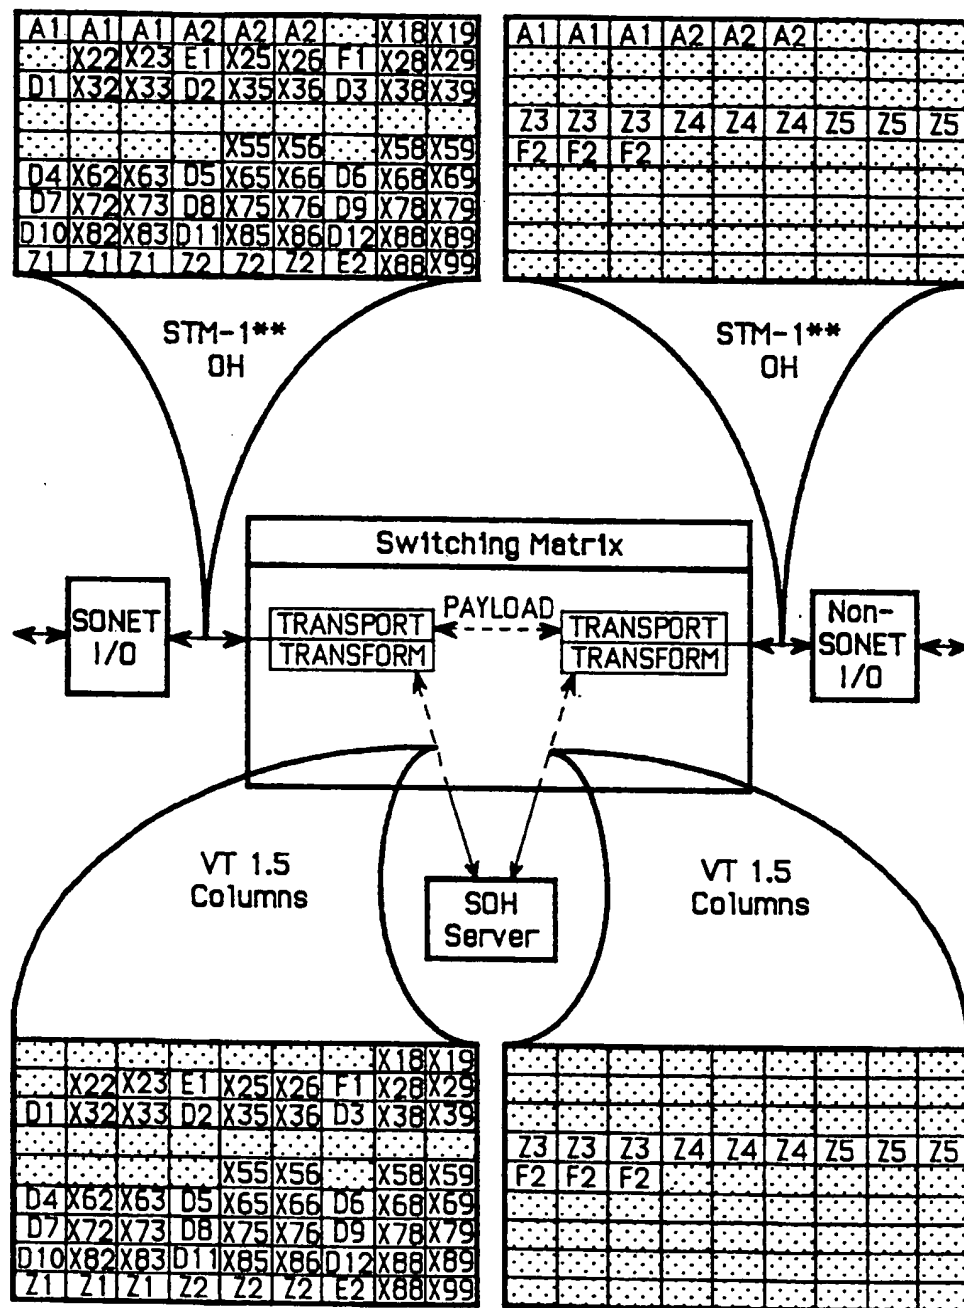 A1 A1 A1 A2 A2 A2 X18 X19
X22 X23 E1 X25 X26 F1 X28 X29
D1 X32 X33 D2 X35 X36 D3 X38 X39
X55 X56 X58 X59
D4 X62 X63 D5 X65 X66 D6 X68 X69
D7 X72 X73 D8 X75 X76 D9 X78 X79
D10 X82 X83 D11 X85 X86 D12 X88 X89
Z1 Z1 Z1 Z2 Z2 Z2 E2 X88 X99
A1 A1 A1 A2 A2 A2
Z3 Z3 Z3 Z4 Z4 Z4 Z5 Z5 Z5
F2 F2 F2
STM-1**
OH
STM-1**
OH
Switching Matrix
SONET
I/O
TRANSPORT
TRANSFORM
PAYLOAD
TRANSPORT
TRANSFORM
Non-
SONET
I/O
VT 1.5
Columns
SOH
Server
VT 1.5
Columns
X18 X19
X22 X23 E1 X25 X26 F1 X28 X29
D1 X32 X33 D2 X35 X36 D3 X38 X39
X55 X56 X58 X59
D4 X62 X63 D5 X65 X66 D6 X68 X69
D7 X72 X73 D8 X75 X76 D9 X78 X79
D10 X82 X83 D11 X85 X86 D12 X88 X89
Z1 Z1 Z1 Z2 Z2 Z2 E2 X88 X99
Z3 Z3 Z3 Z4 Z4 Z4 Z5 Z5 Z5
F2 F2 F2